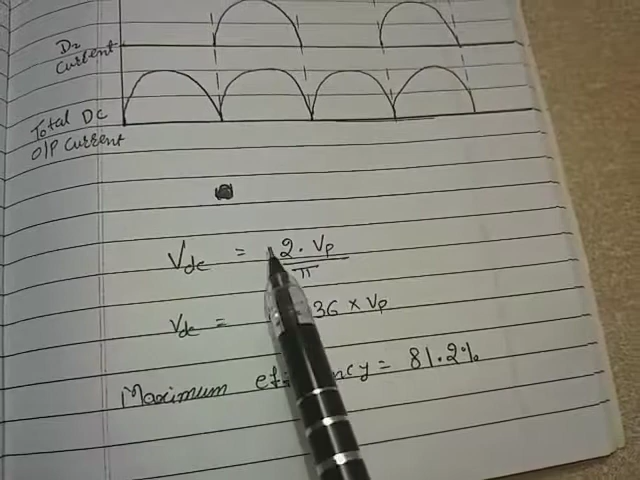 D2
Current
Total DC
O/P Current
Vdc = 2 . Vp
π
Vdc = 36 × Vp
Maximum = 81.2%